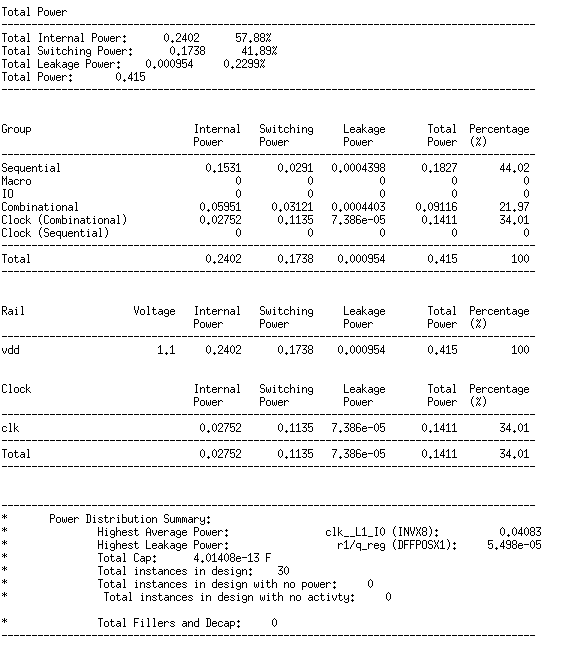 Total Power
Total Internal Power: 0.2402 57.88%
Total Switching Power: 0.1738 41.89%
Total Leakage Power: 0.000954 0.2299%
Total Power: 0.415
Group Internal Switching Leakage Total Percentage
Power Power Power Power (%)
Sequential 0.1531 0.0291 0.0004398 0.1827 44.02
Macro 0 0 0 0 0
IO 0 0 0 0 0
Combinational 0.05951 0.03121 0.0004403 0.09116 21.97
Clock (Combinational) 0.02752 0.1135 7.386e-05 0.1411 34.01
Clock (Sequential) 0 0 0 0 0
Total 0.2402 0.1738 0.000954 0.415 100
Rail Voltage Internal Switching Leakage Total Percentage
Power Power Power Power (%)
vdd 1.1 0.2402 0.1738 0.000954 0.415 100
Clock Internal Switching Leakage Total Percentage
Power Power Power Power (%)
clk 0.02752 0.1135 7.386e-05 0.1411 34.01
Total 0.02752 0.1135 7.386e-05 0.1411 34.01
* Power Distribution Summary:
* Highest Average Power: clk__L1_I0 (INVX8): 0.04083
* Highest Leakage Power: r1/q_reg (DFFPOSX1): 5.498e-05
* Total Cap: 4.01408e-13 F
* Total instances in design: 30
* Total instances in design with no power: 0
* Total instances in design with no activty: 0
* Total Fillers and Decap: 0